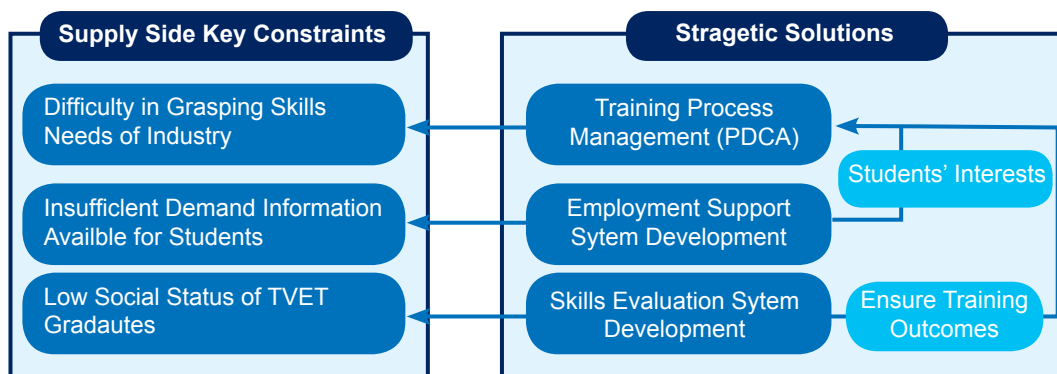 Supply Side Key Constraints
Difficulty in Grasping Skills
Needs of Industry
Insufficlent Demand Information
Availble for Students
Low Social Status of TVET
Gradautes
Stragetic Solutions
Training Process
Management (PDCA)
Students’ Interests
Employment Support
Sytem Development
Skills Evaluation Sytem
Development
Ensure Training
Outcomes